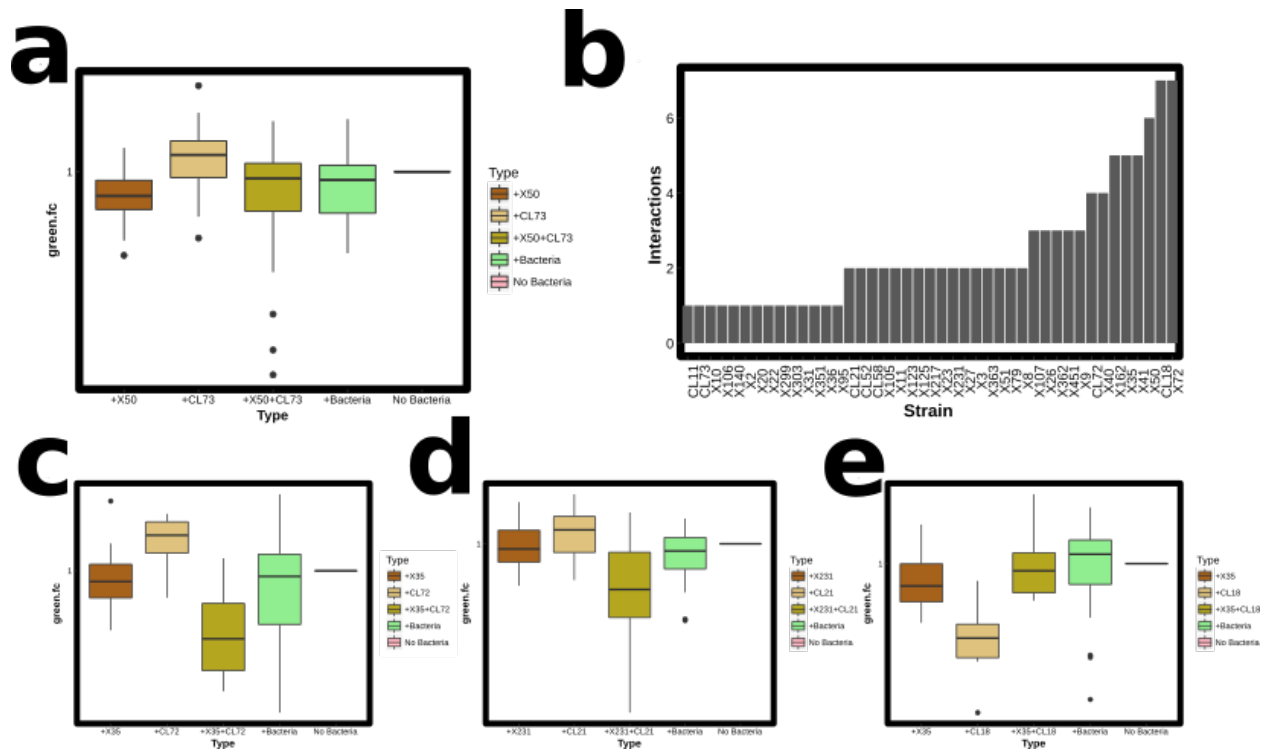 a
green.fc
1
+X50
+CL73
+X50+CL73
+Bacteria
No Bacteria
Type
Type
+X50
+CL73
+X50+CL73
+Bacteria
No Bacteria
b
Interactions
6
4
2
0
CL11
CL73
X10
X106
X140
X2
X20
X22
X299
X303
X31
X351
X36
X95
CL21
CL52
CL58
X105
X11
X123
X125
X217
X23
X231
X27
X3
X363
X51
X79
X8
X107
X26
X362
X451
X9
CL72
X40
X162
X35
X41
X50
CL18
X72
Strain
c
green.fc
1
+X35
+CL72
+X35+CL72
+Bacteria
No Bacteria
Type
Type
+X35
+CL72
+X35+CL72
+Bacteria
No Bacteria
d
green.fc
1
+X231
+CL21
+X231+CL21
+Bacteria
No Bacteria
Type
Type
+X231
+CL21
+X231+CL21
+Bacteria
No Bacteria
e
green.fc
1
+X35
+CL18
+X35+CL18
+Bacteria
No Bacteria
Type
Type
+X35
+CL18
+X35+CL18
+Bacteria
No Bacteria